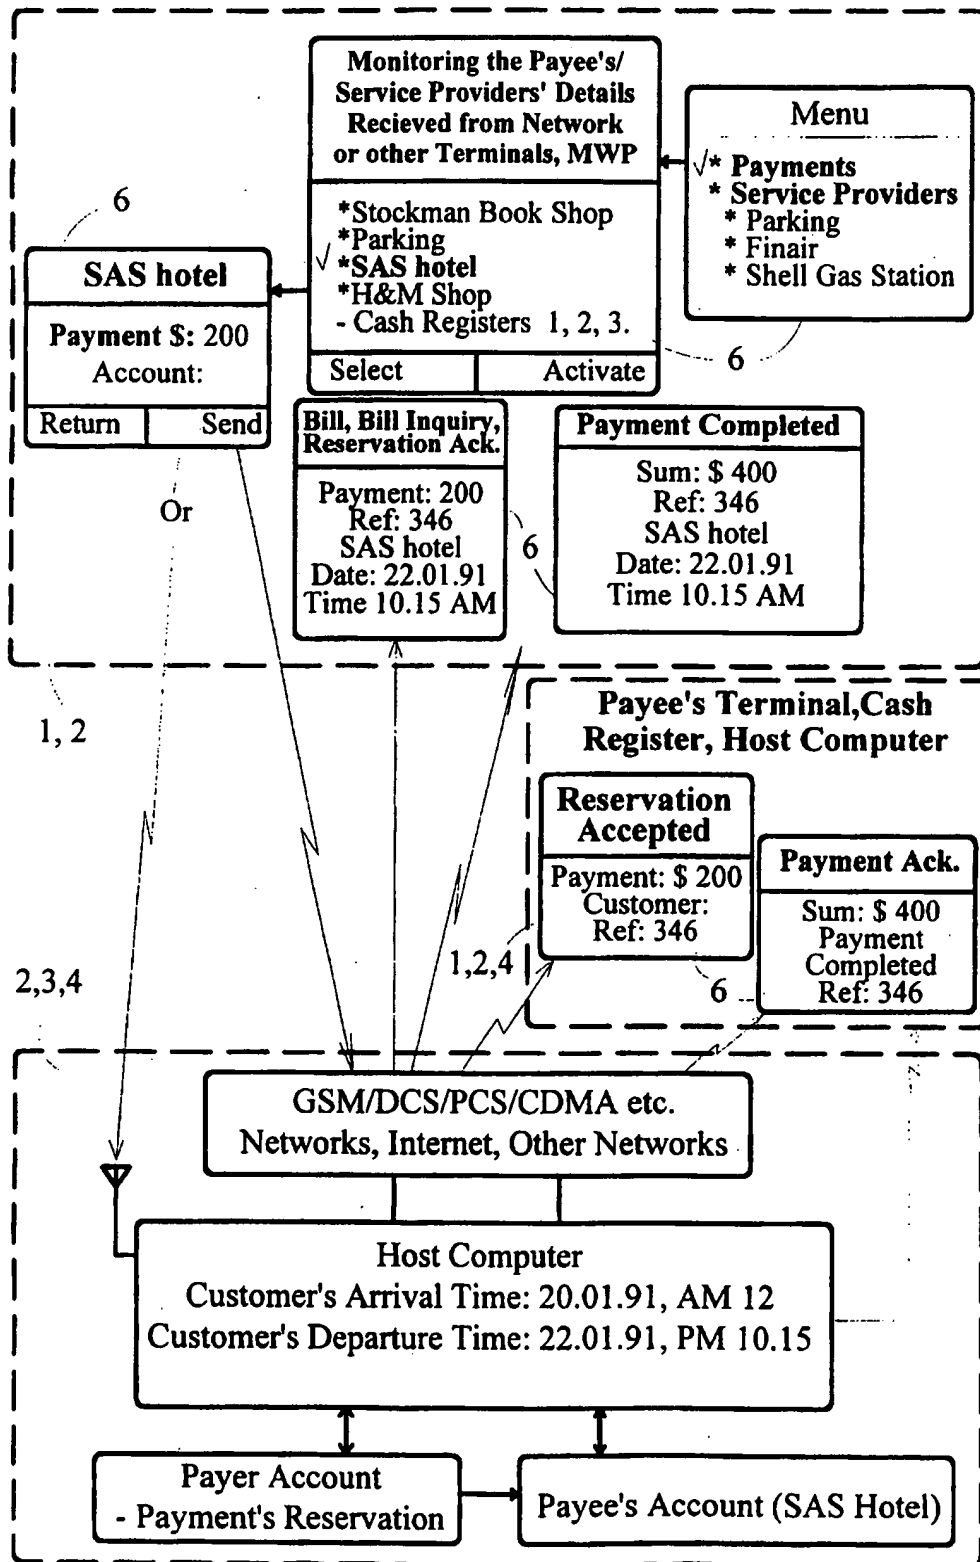 Monitoring the Payee's/
Service Providers' Details
Recieved from Network
or other Terminals, MWP
*Stockman Book Shop
*Parking
√ *SAS hotel
*H&M Shop
- Cash Registers 1, 2, 3.
Select Activate
Menu
√* Payments
* Service Providers
* Parking
* Finair
* Shell Gas Station
6
6
SAS hotel
Payment $: 200
Account:
Return Send
Or
Bill, Bill Inquiry,
Reservation Ack.
Payment: 200
Ref: 346
SAS hotel
Date: 22.01.91
Time 10.15 AM
6
Payment Completed
Sum: $ 400
Ref: 346
SAS hotel
Date: 22.01.91
Time 10.15 AM
1, 2
Payee's Terminal,Cash
Register, Host Computer
Reservation
Accepted
Payment: $ 200
Customer:
Ref: 346
Payment Ack.
Sum: $ 400
Payment
Completed
Ref: 346
1,2,4
6
2,3,4
GSM/DCS/PCS/CDMA etc.
Networks, Internet, Other Networks
Host Computer
Customer's Arrival Time: 20.01.91, AM 12
Customer's Departure Time: 22.01.91, PM 10.15
Payer Account
- Payment's Reservation
Payee's Account (SAS Hotel)